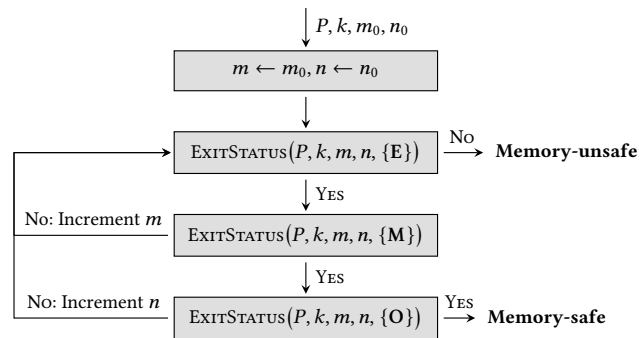 P, k, m₀, n₀
m ← m₀, n ← n₀
ExitStatus(P, k, m, n, {E}) No Memory-unsafe
Yes
No: Increment m ExitStatus(P, k, m, n, {M})
Yes
No: Increment n ExitStatus(P, k, m, n, {O}) Yes Memory-safe